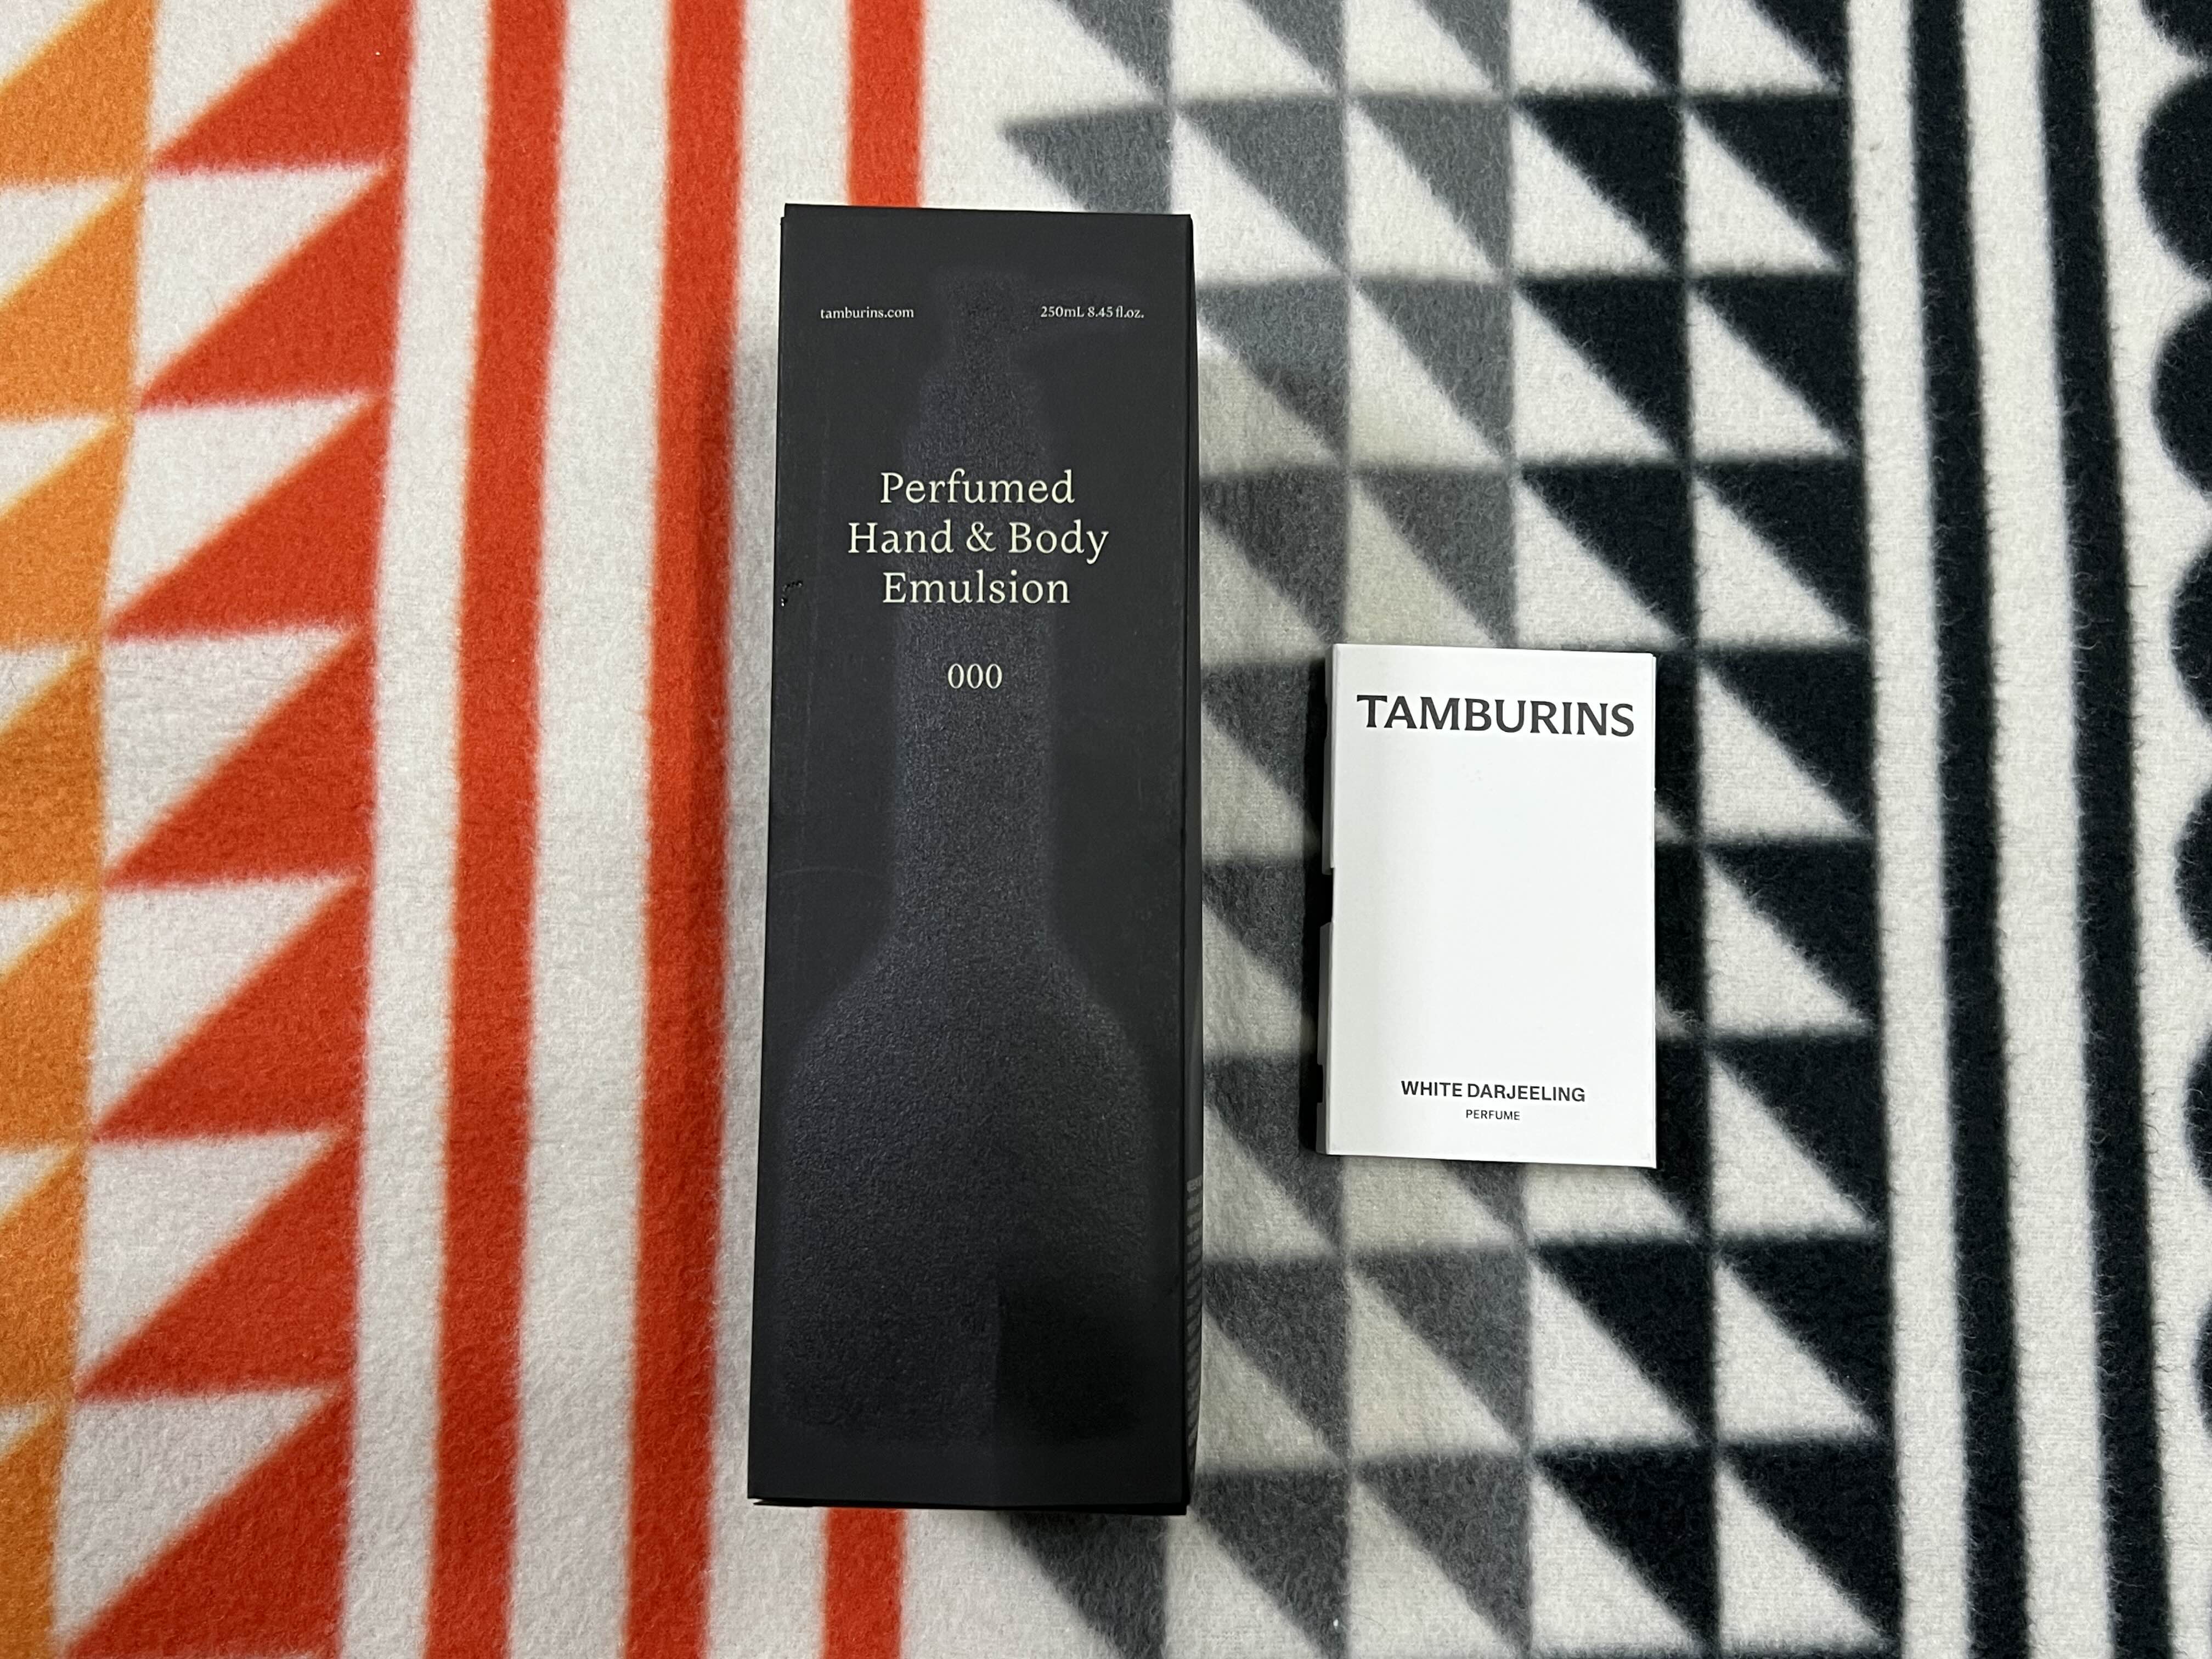 tamburins.com
250mL 8.45 fl.oz.
Perfumed
Hand & Body
Emulsion
000
TAMBURINS
WHITE DARJEELING
PERFUME